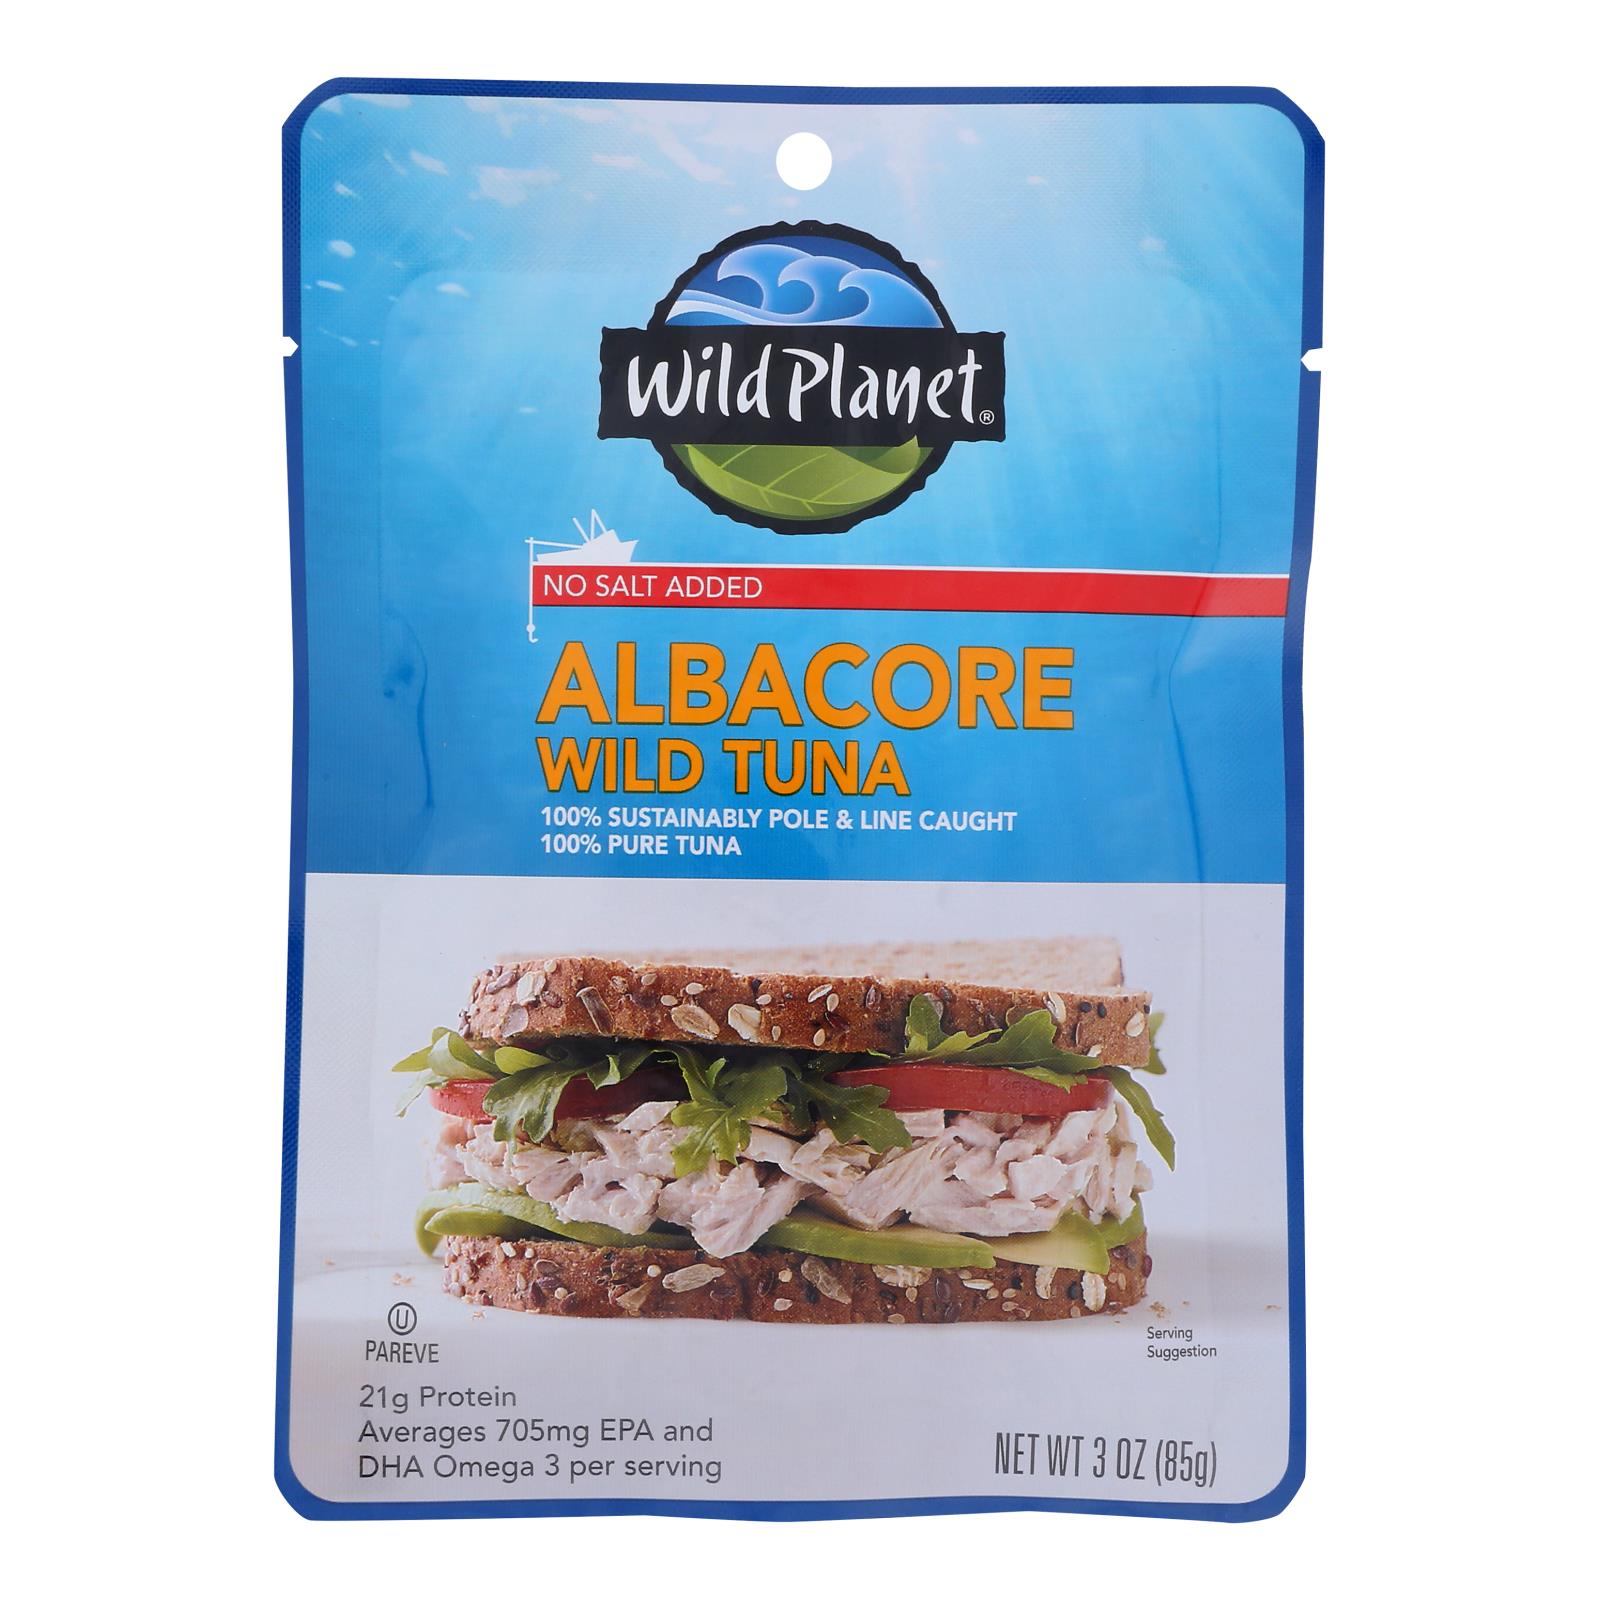 Wild Planet®
NO SALT ADDED
ALBACORE
WILD TUNA
100% SUSTAINABLY POLE & LINE CAUGHT
100% PURE TUNA
U
PAREVE
Serving
Suggestion
21g Protein
Averages 705mg EPA and
DHA Omega 3 per serving
NET WT 3 OZ (85g)